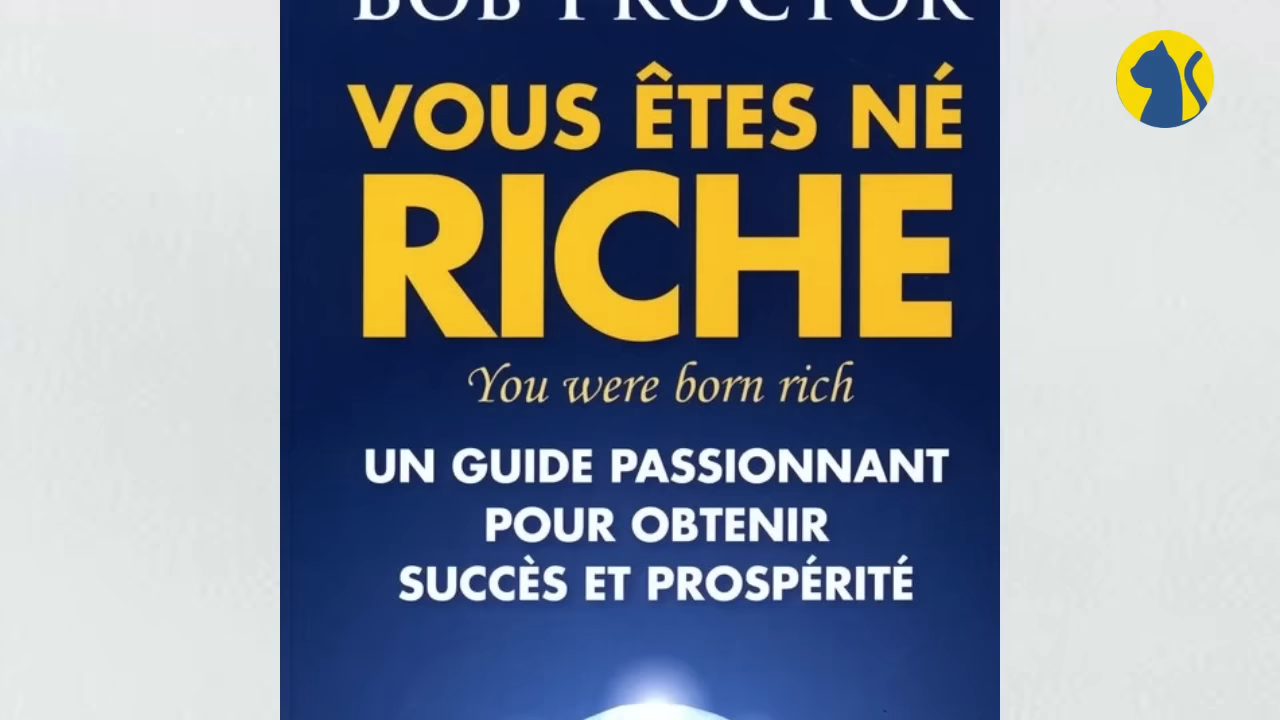 BOB PROCTOR
VOUS ÊTES NÉ
RICHE
You were born rich
UN GUIDE PASSIONNANT
POUR OBTENIR
SUCCÈS ET PROSPÉRITÉ